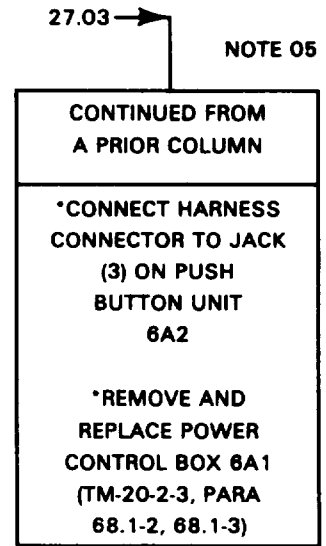 27.03
NOTE 05
CONTINUED FROM
A PRIOR COLUMN
*CONNECT HARNESS
CONNECTOR TO JACK
(3) ON PUSH
BUTTON UNIT
6A2
*REMOVE AND
REPLACE POWER
CONTROL BOX 6A1
(TM-20-2-3, PARA
68.1-2, 68.1-3)